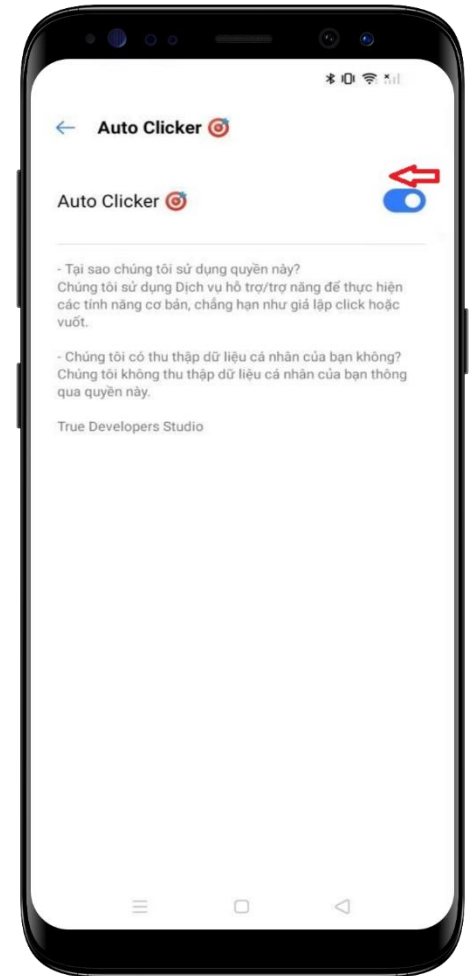 Auto Clicker 🎯
Auto Clicker 🎯
- Tại sao chúng tôi sử dụng quyền này?
Chúng tôi sử dụng Dịch vụ hỗ trợ/trợ năng để thực hiện
các tính năng cơ bản, chẳng hạn như giả lập click hoặc
vuốt.
- Chúng tôi có thu thập dữ liệu cá nhân của bạn không?
Chúng tôi không thu thập dữ liệu cá nhân của bạn thông
qua quyền này.
True Developers Studio